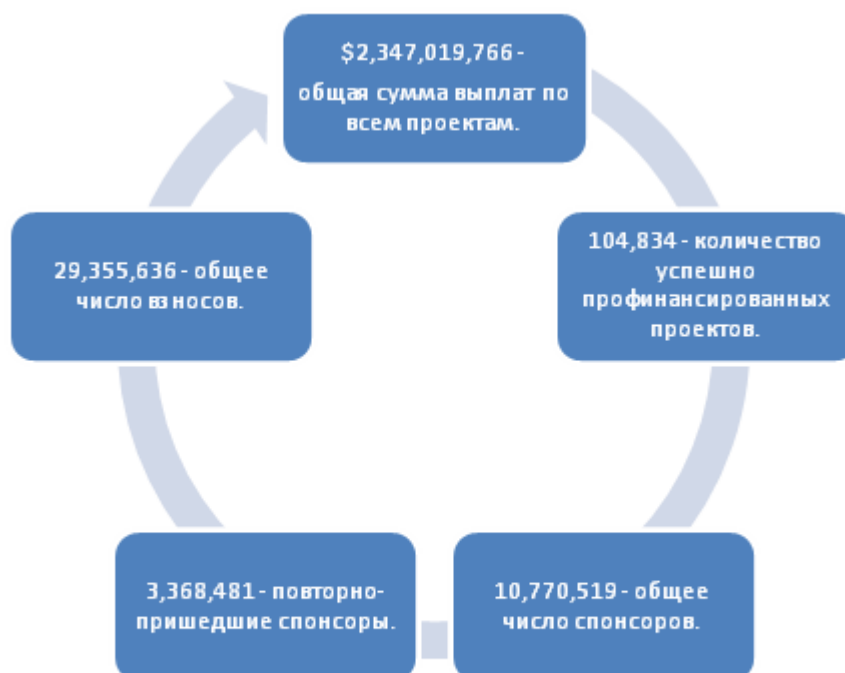 $2,347,019,766 -
общая сумма выплат по
всем проектам.
104,834 - количество
успешно
профинансированных
проектов.
10,770,519 - общее
число спонсоров.
3,368,481 - повторно-
пришедшие спонсоры.
29,355,636 - общее
число взносов.